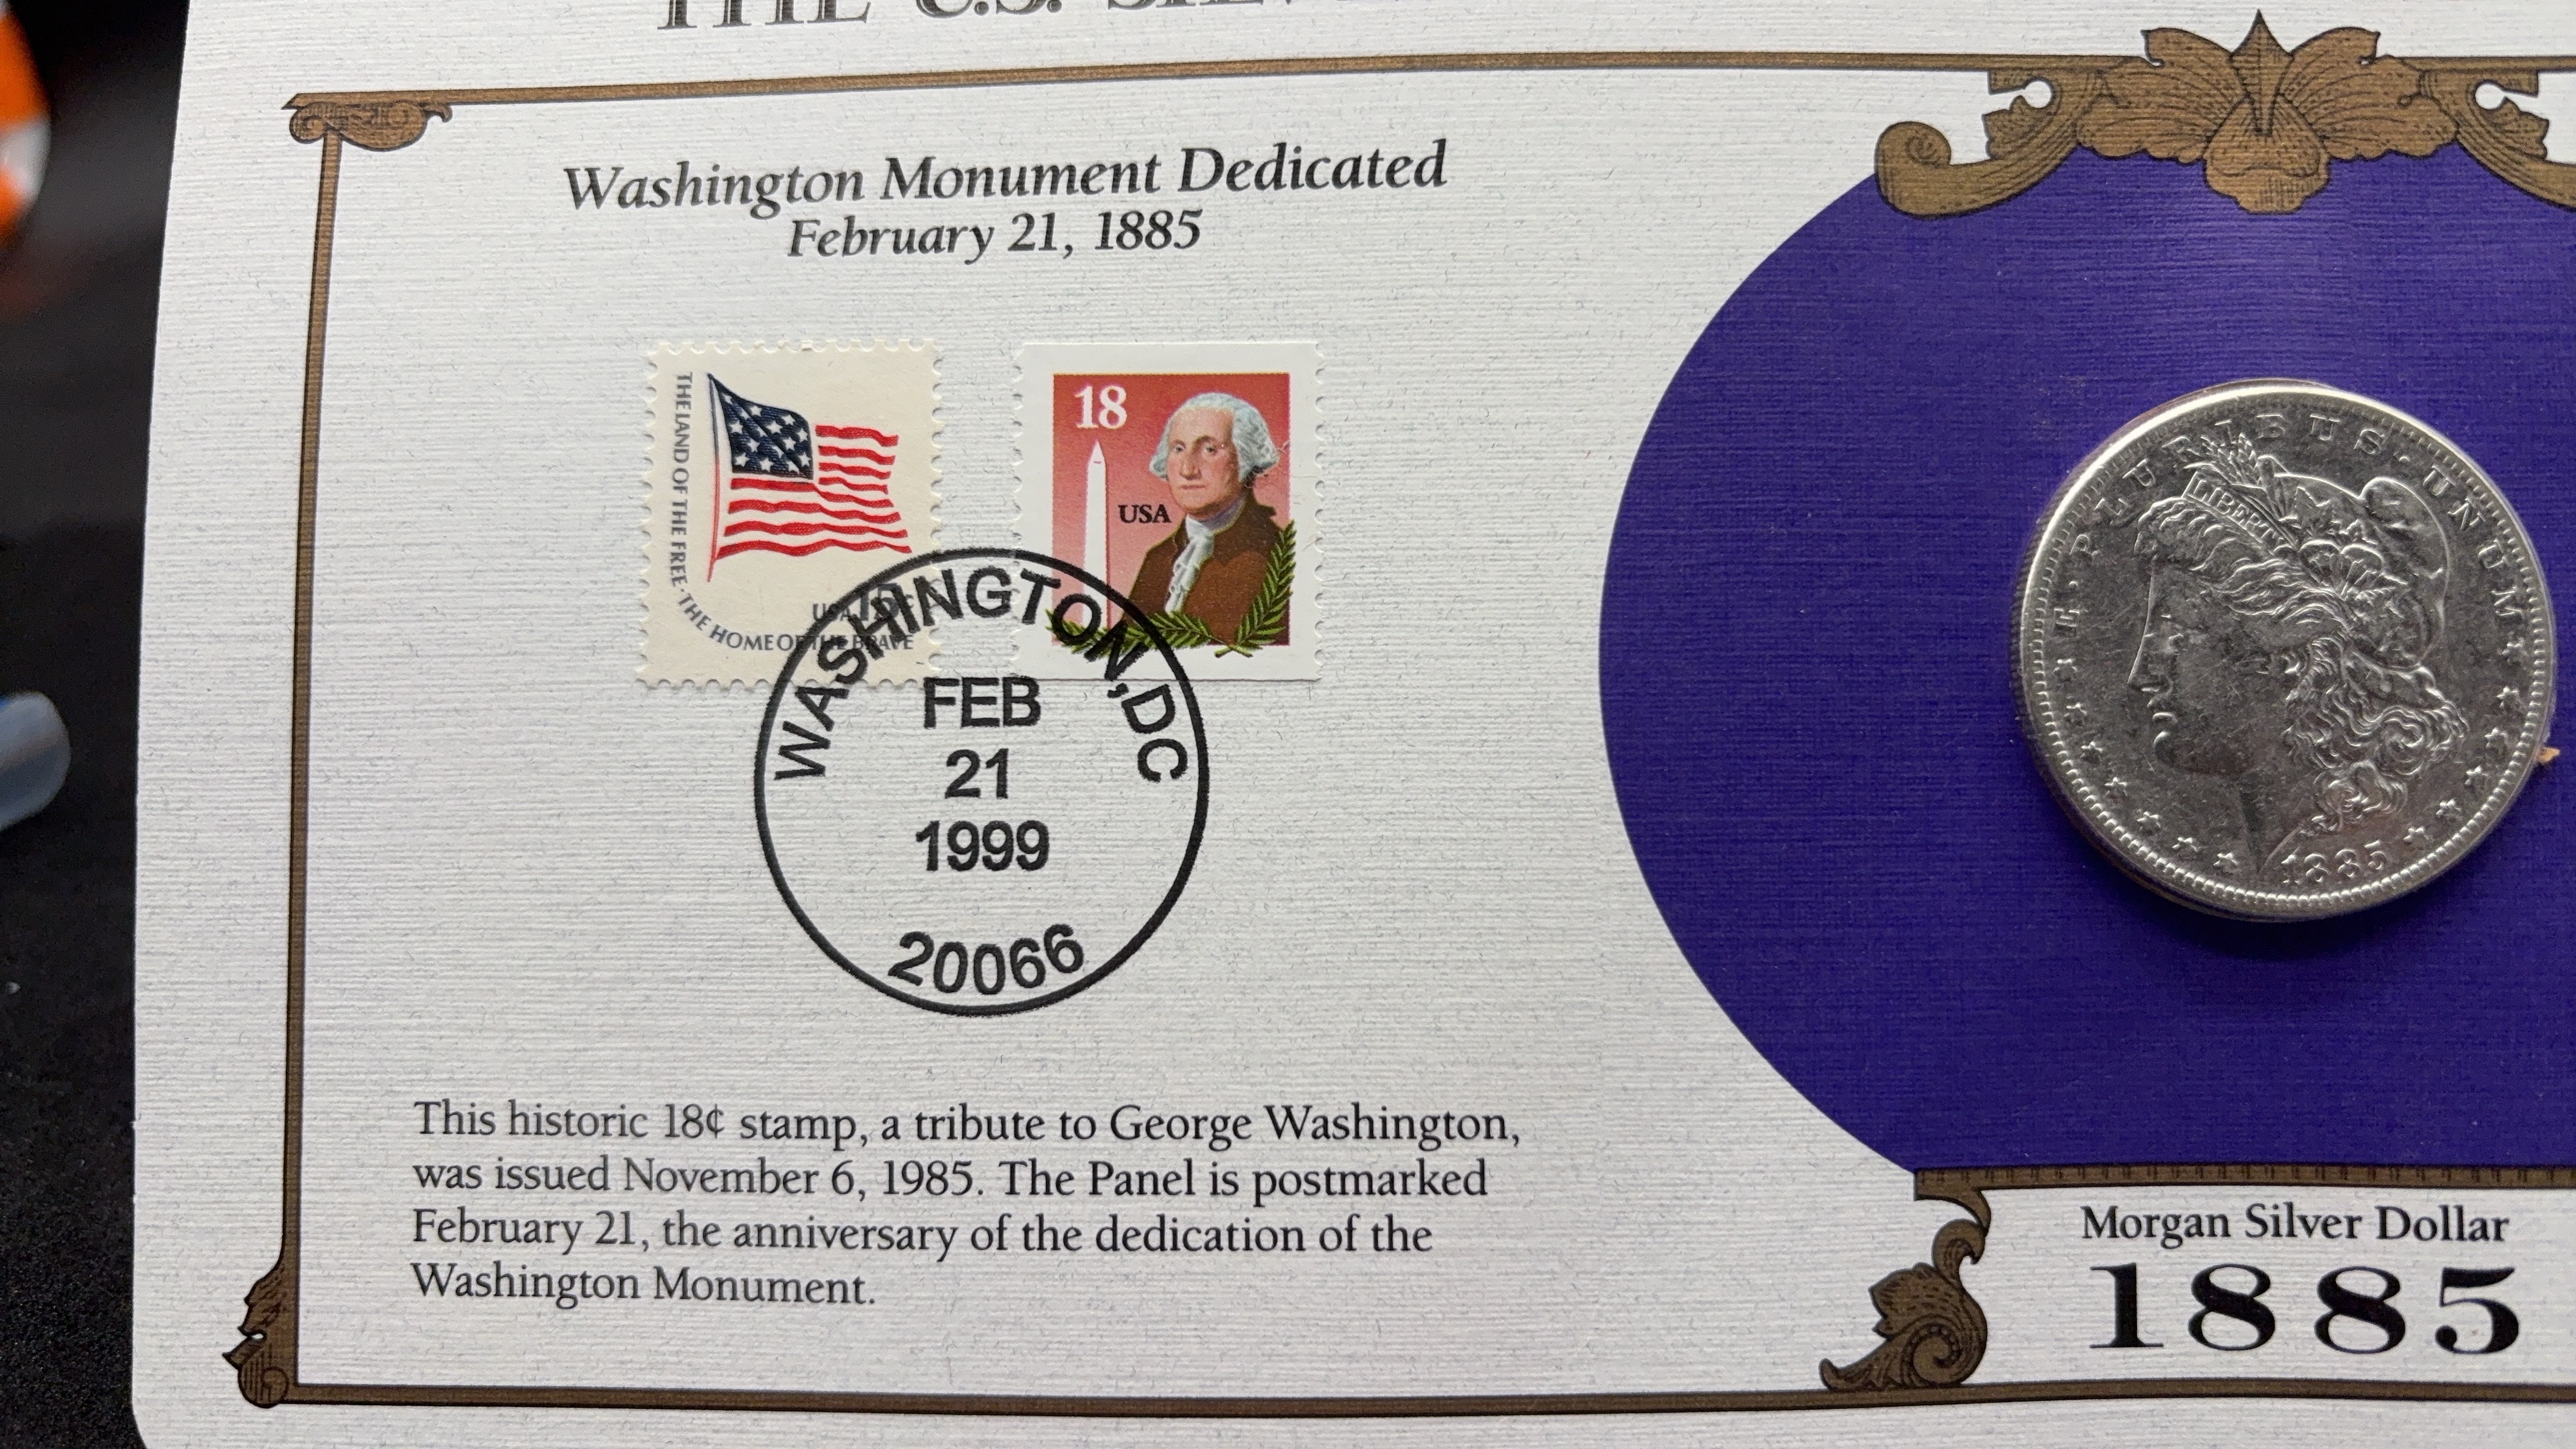 THE U.S.
Washington Monument Dedicated
February 21, 1885
THE LAND OF THE FREE · THE HOME OF THE BRAVE
USA
18
USA
WASHINGTON, DC
FEB
21
1999
20066
This historic 18¢ stamp, a tribute to George Washington,
was issued November 6, 1985. The Panel is postmarked
February 21, the anniversary of the dedication of the
Washington Monument.
E · PLURIBUS · UNUM
LIBERTY
1885
Morgan Silver Dollar
1885